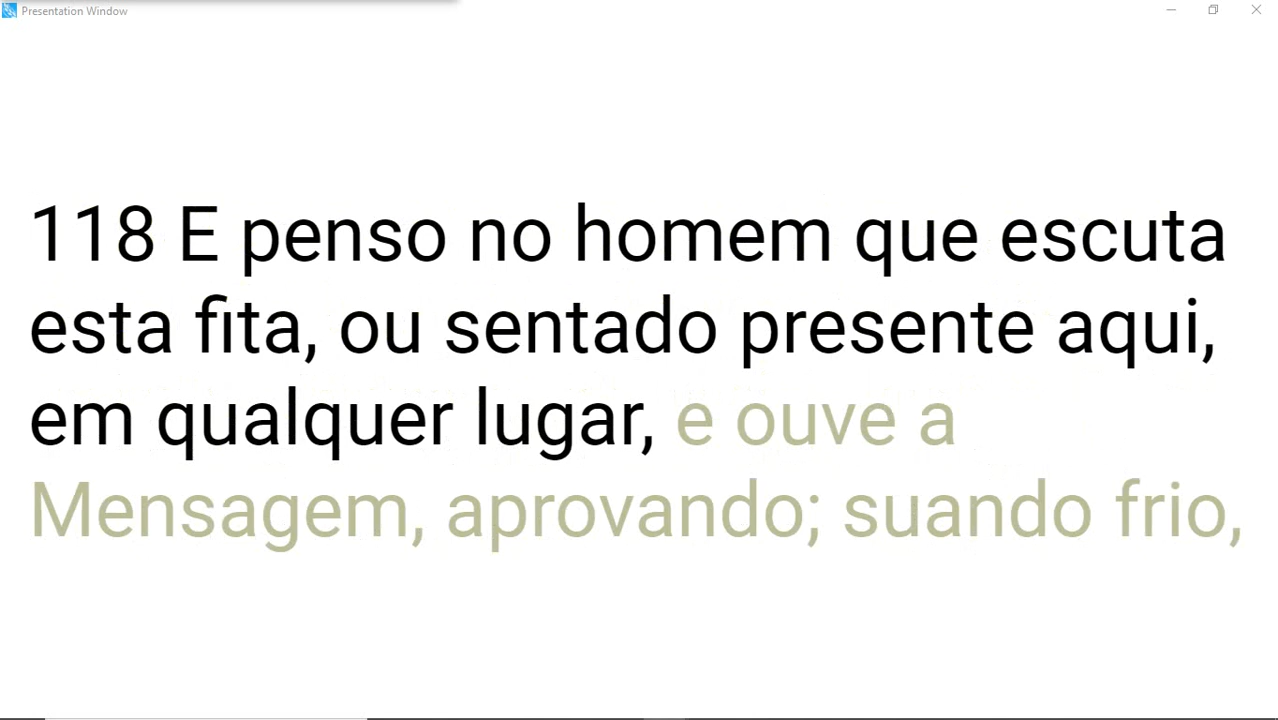 Presentation Window
118 E penso no homem que escuta
esta fita, ou sentado presente aqui,
em qualquer lugar, e ouve a
Mensagem, aprovando; suando frio,